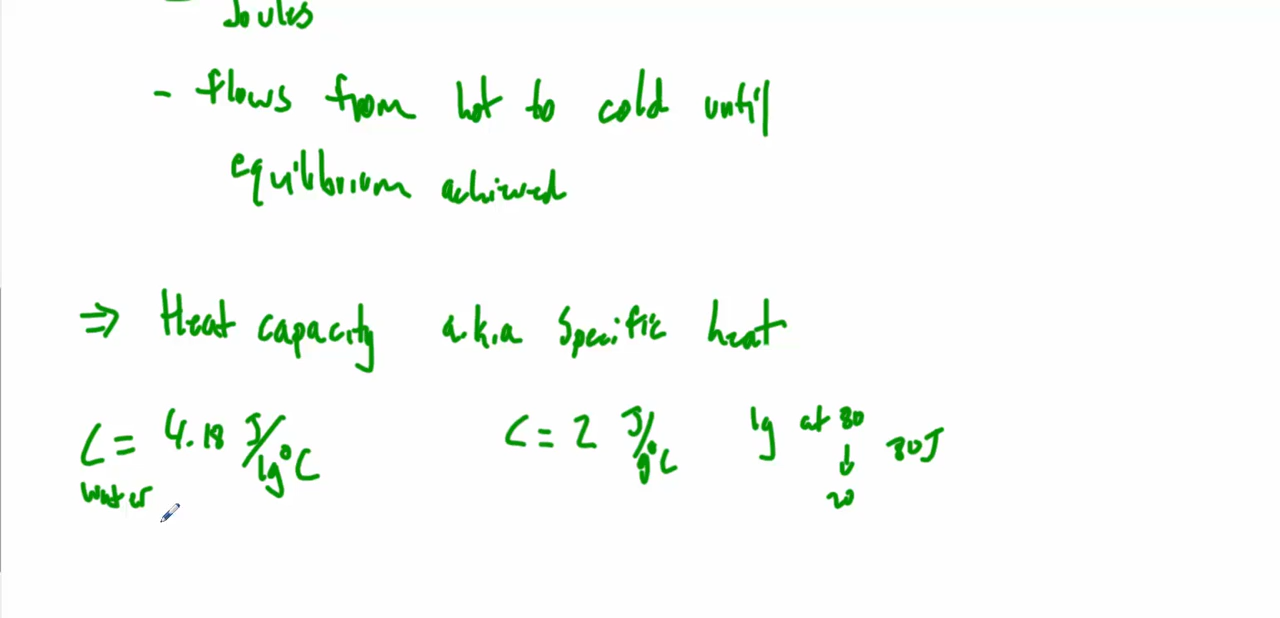 Joules
- flows from hot to cold until
equilibrium achieved
⇒ Heat capacity a.k.a Specific heat
C = 4.18 J/1g°C C = 2 J/g°C 1g at 80
↓ 80J
water 20